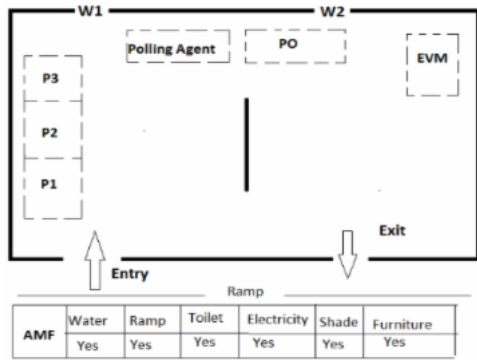 W1 W2
Polling Agent PO
EVM
P3
P2
P1
Exit
Entry
Ramp
AMF Water Ramp Toilet Electricity Shade Furniture
Yes Yes Yes Yes Yes Yes